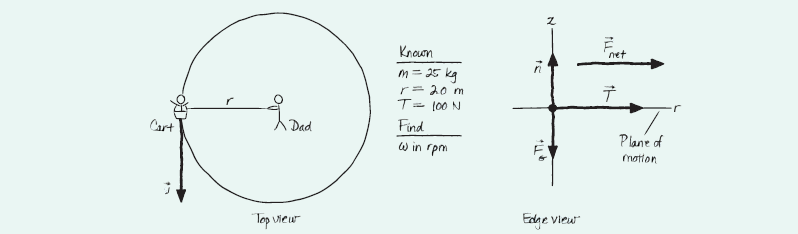 r
Cart
Dad
v⃗
Top view
Known
m = 25 kg
r = 2.0 m
T = 100 N
Find
ω in rpm
z
n⃗
F⃗net
T⃗
r
F⃗G
Plane of
motion
Edge view